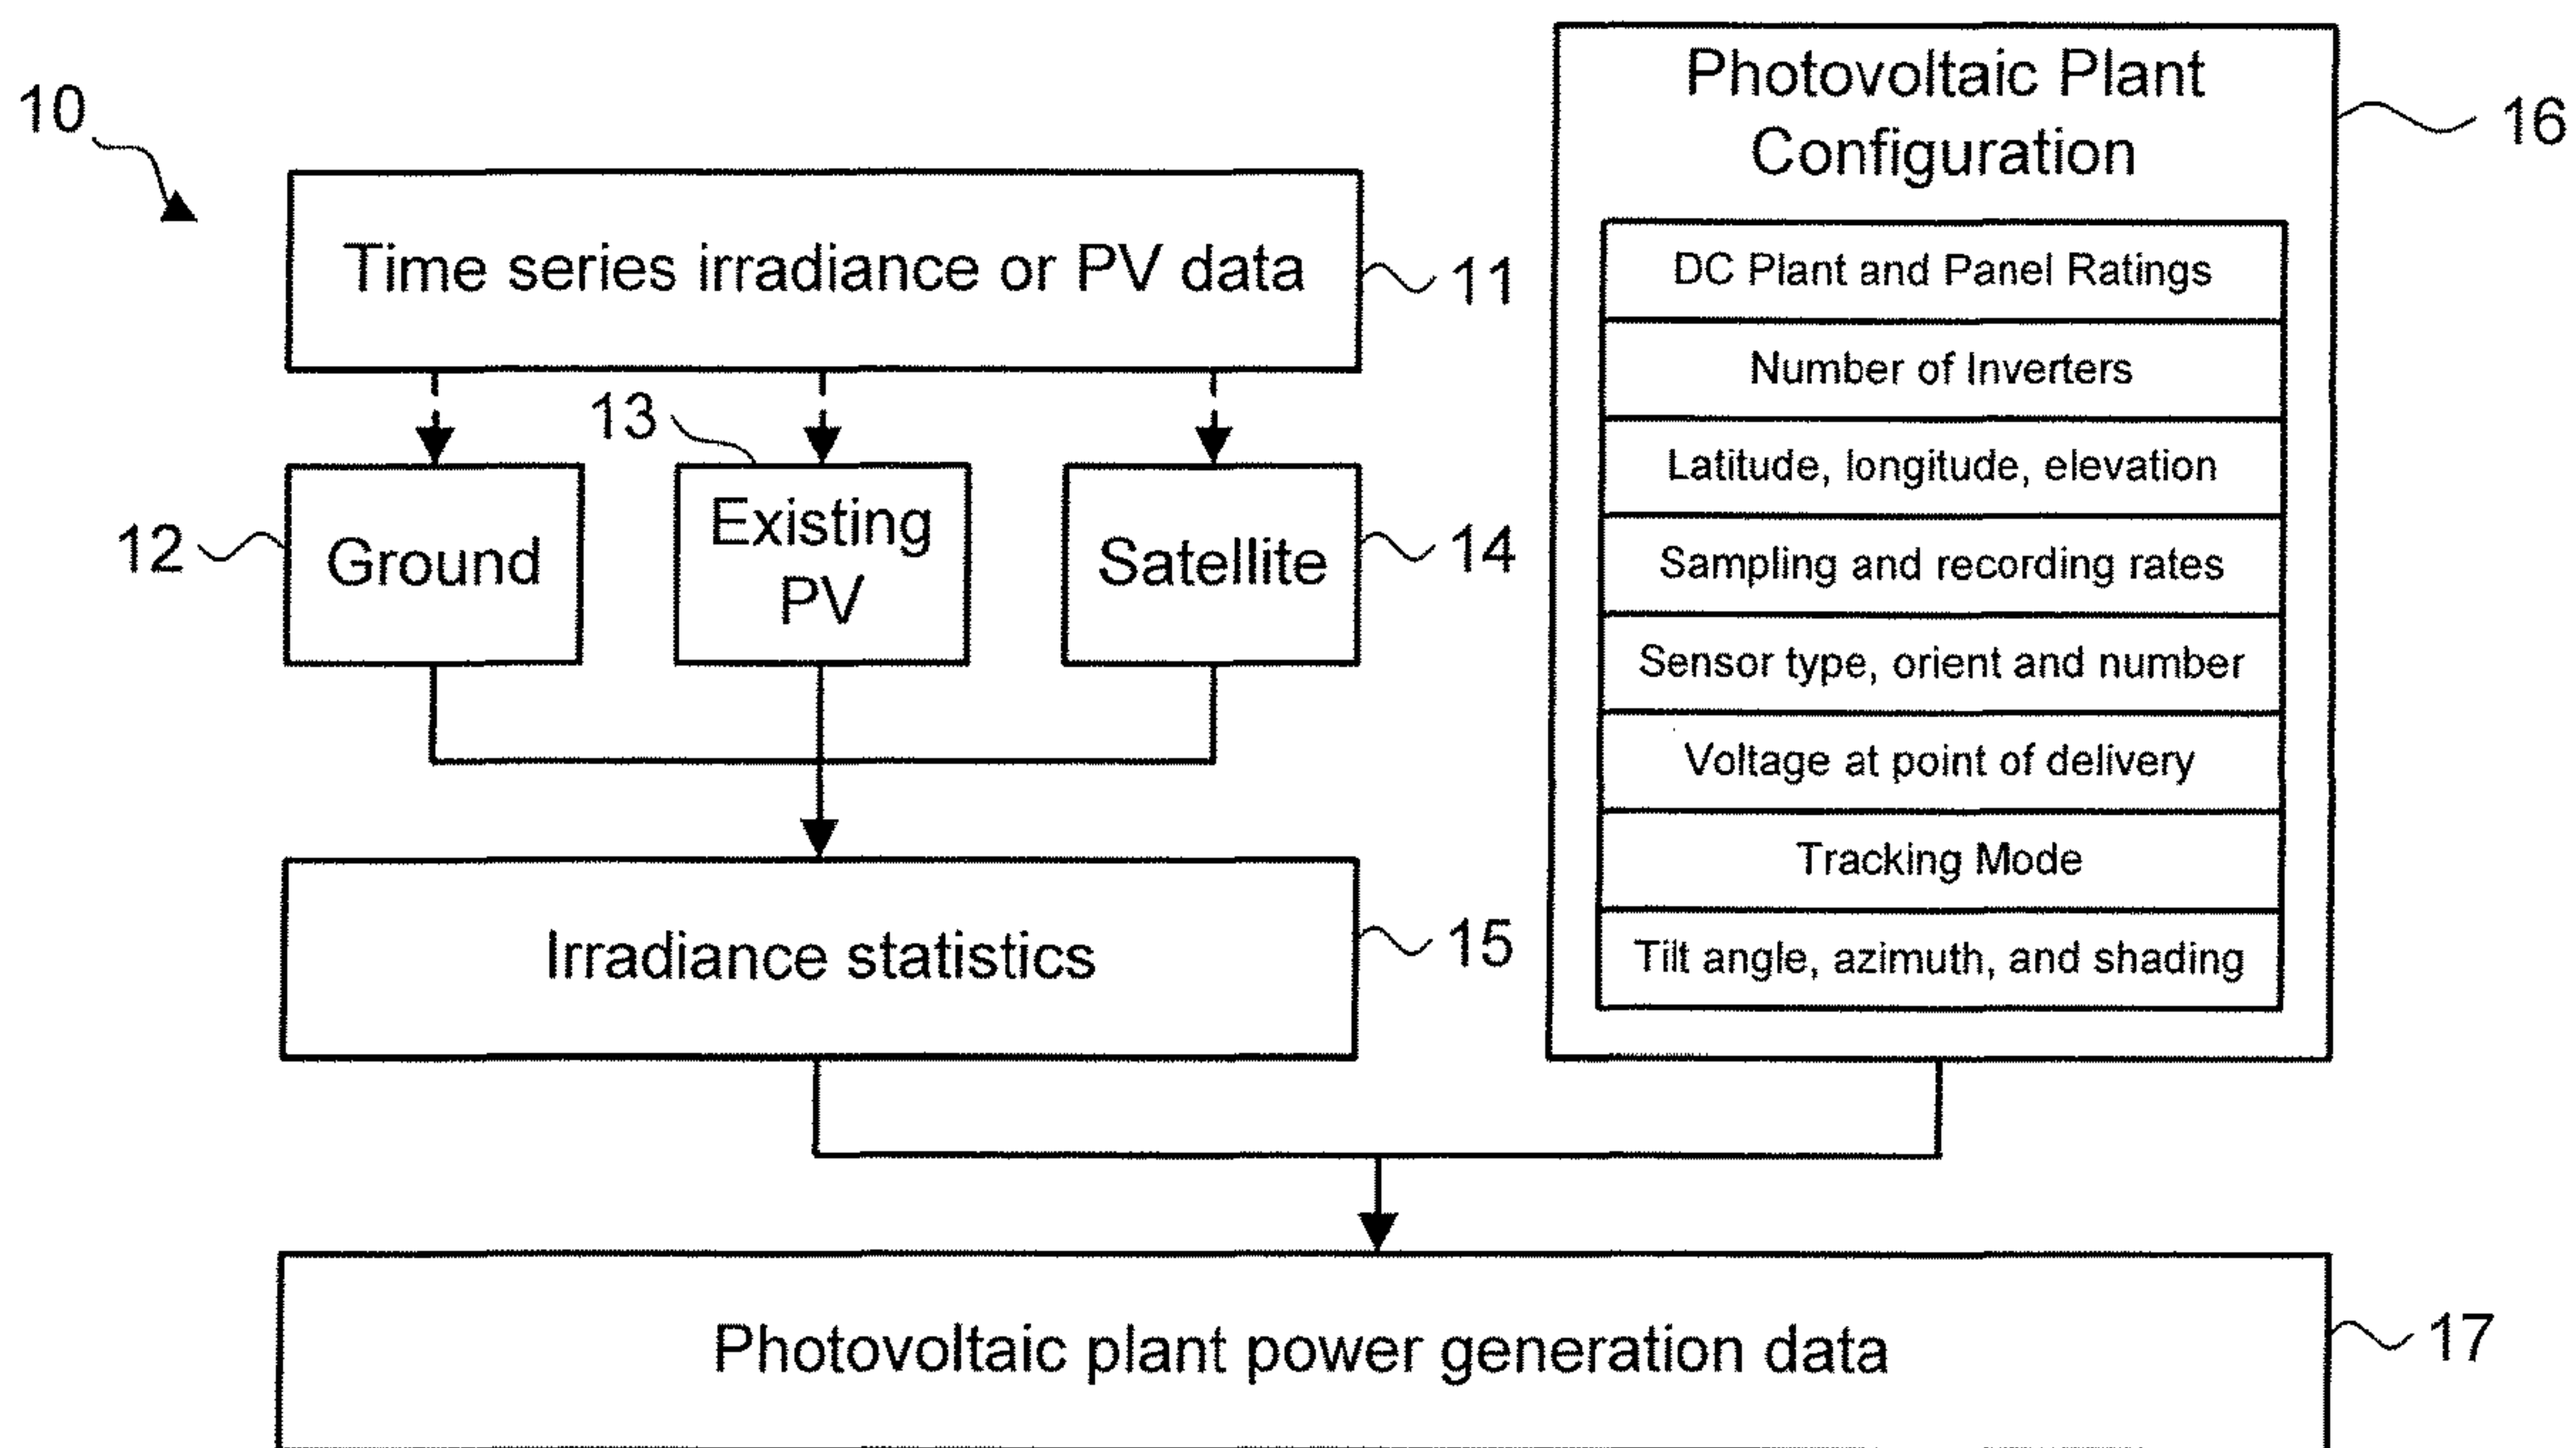 10
Time series irradiance or PV data
11
12
Ground
13
Existing
PV
Satellite
14
Irradiance statistics
15
Photovoltaic Plant
Configuration
16
DC Plant and Panel Ratings
Number of Inverters
Latitude, longitude, elevation
Sampling and recording rates
Sensor type, orient and number
Voltage at point of delivery
Tracking Mode
Tilt angle, azimuth, and shading
Photovoltaic plant power generation data
17